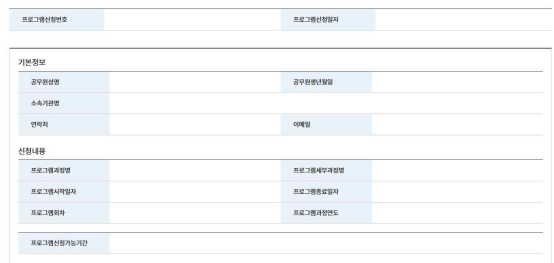 프로그램신청번호 프로그램신청일자
기본정보
공무원성명 공무원생년월일
소속기관명
연락처 이메일
신청내용
프로그램과정명 프로그램세부과정명
프로그램시작일자 프로그램종료일자
프로그램회차 프로그램과정연도
프로그램신청가능기간